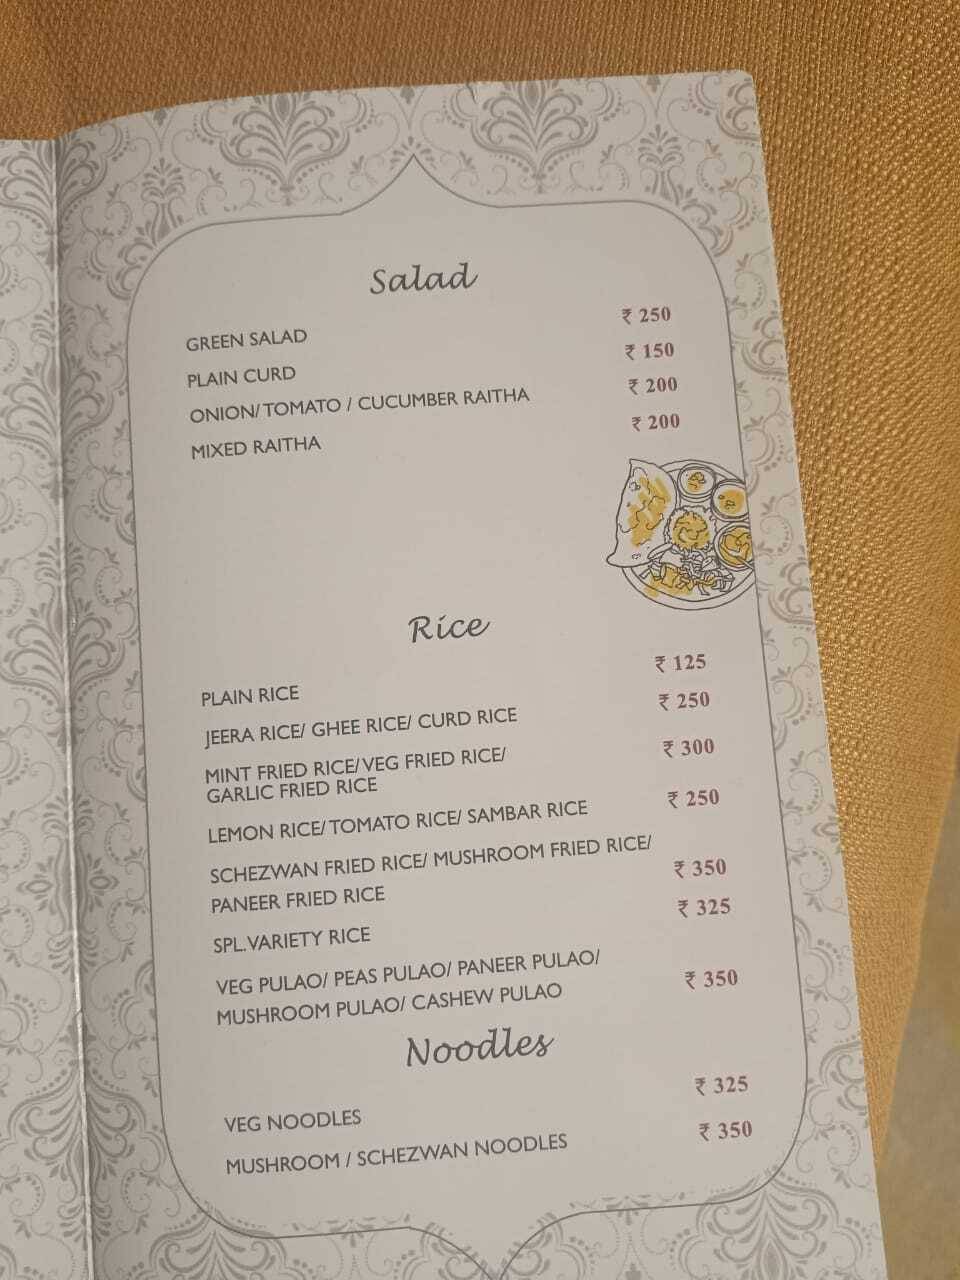 Salad
GREEN SALAD ₹ 250
PLAIN CURD ₹ 150
ONION/ TOMATO / CUCUMBER RAITHA ₹ 200
MIXED RAITHA ₹ 200
Rice
PLAIN RICE ₹ 125
JEERA RICE/ GHEE RICE/ CURD RICE ₹ 250
MINT FRIED RICE/ VEG FRIED RICE/ ₹ 300
GARLIC FRIED RICE
LEMON RICE/ TOMATO RICE/ SAMBAR RICE ₹ 250
SCHEZWAN FRIED RICE/ MUSHROOM FRIED RICE/
PANEER FRIED RICE ₹ 350
SPL. VARIETY RICE ₹ 325
VEG PULAO/ PEAS PULAO/ PANEER PULAO/
MUSHROOM PULAO/ CASHEW PULAO ₹ 350
Noodles
VEG NOODLES ₹ 325
MUSHROOM / SCHEZWAN NOODLES ₹ 350